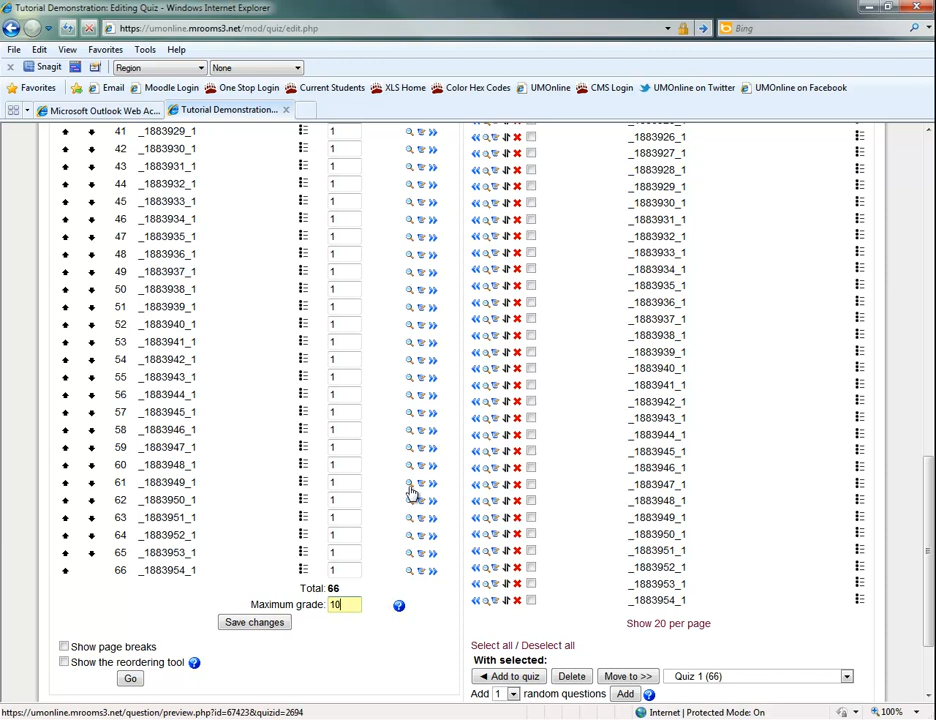 Tutorial Demonstration: Editing Quiz - Windows Internet Explorer
https://umonline.mrooms3.net/mod/quiz/edit.php
Bing
File Edit View Favorites Tools Help
Snagit Region None
Favorites Email Moodle Login One Stop Login Current Students XLS Home Color Hex Codes UMOnline CMS Login UMOnline on Twitter UMOnline on Facebook
Microsoft Outlook Web Ac... Tutorial Demonstration...
41 _1883929_1 1
42 _1883930_1 1
43 _1883931_1 1
44 _1883932_1 1
45 _1883933_1 1
46 _1883934_1 1
47 _1883935_1 1
48 _1883936_1 1
49 _1883937_1 1
50 _1883938_1 1
51 _1883939_1 1
52 _1883940_1 1
53 _1883941_1 1
54 _1883942_1 1
55 _1883943_1 1
56 _1883944_1 1
57 _1883945_1 1
58 _1883946_1 1
59 _1883947_1 1
60 _1883948_1 1
61 _1883949_1 1
62 _1883950_1 1
63 _1883951_1 1
64 _1883952_1 1
65 _1883953_1 1
66 _1883954_1 1
Total: 66
Maximum grade: 10
Save changes
Show page breaks
Show the reordering tool
Go
_1883926_1
_1883927_1
_1883928_1
_1883929_1
_1883930_1
_1883931_1
_1883932_1
_1883933_1
_1883934_1
_1883935_1
_1883936_1
_1883937_1
_1883938_1
_1883939_1
_1883940_1
_1883941_1
_1883942_1
_1883943_1
_1883944_1
_1883945_1
_1883946_1
_1883947_1
_1883948_1
_1883949_1
_1883950_1
_1883951_1
_1883952_1
_1883953_1
_1883954_1
Show 20 per page
Select all / Deselect all
With selected:
Add to quiz Delete Move to >> Quiz 1 (66)
Add 1 random questions Add
https://umonline.mrooms3.net/question/preview.php?id=67423&quizid=2694
Internet | Protected Mode: On 100%